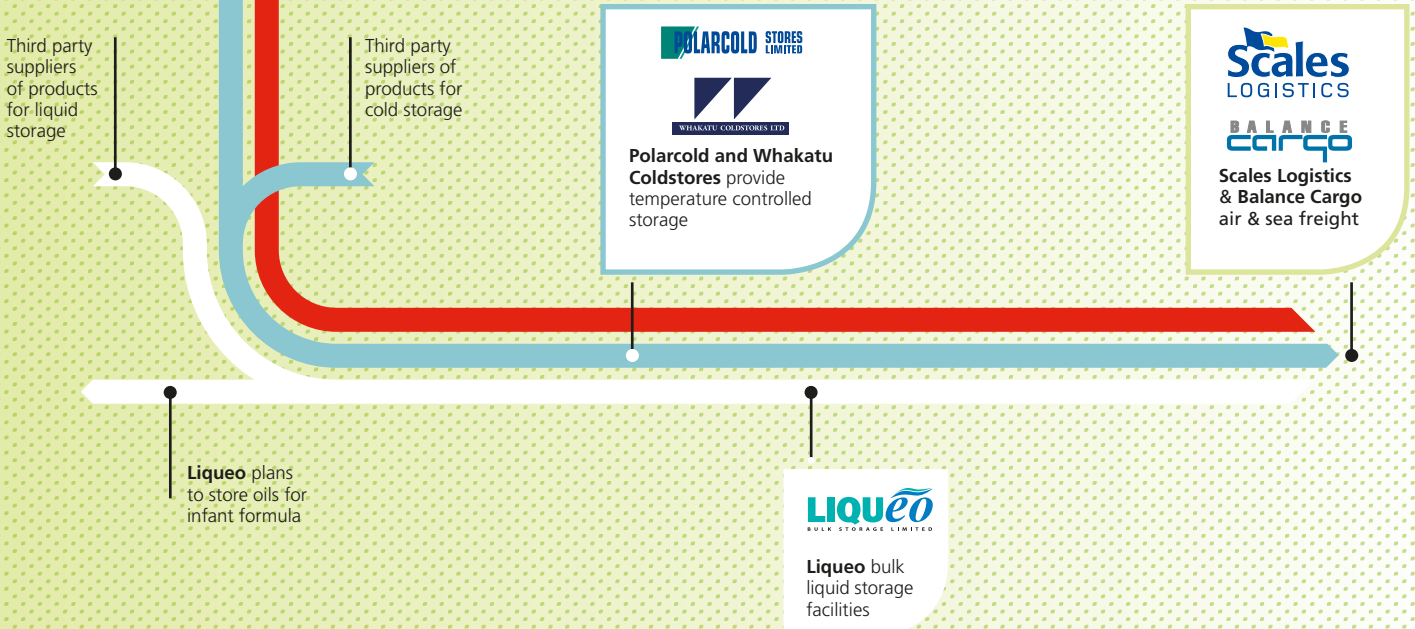 Third party
suppliers
of products
for liquid
storage
Third party
suppliers of
products for
cold storage
POLARCOLD STORES
LIMITED
WHAKATU COLDSTORES LTD
Polarcold and Whakatu
Coldstores provide
temperature controlled
storage
Scales
LOGISTICS
BALANCE
cargo
Scales Logistics
& Balance Cargo
air & sea freight
Liqueo plans
to store oils for
infant formula
LIQUeo
BULK STORAGE LIMITED
Liqueo bulk
liquid storage
facilities